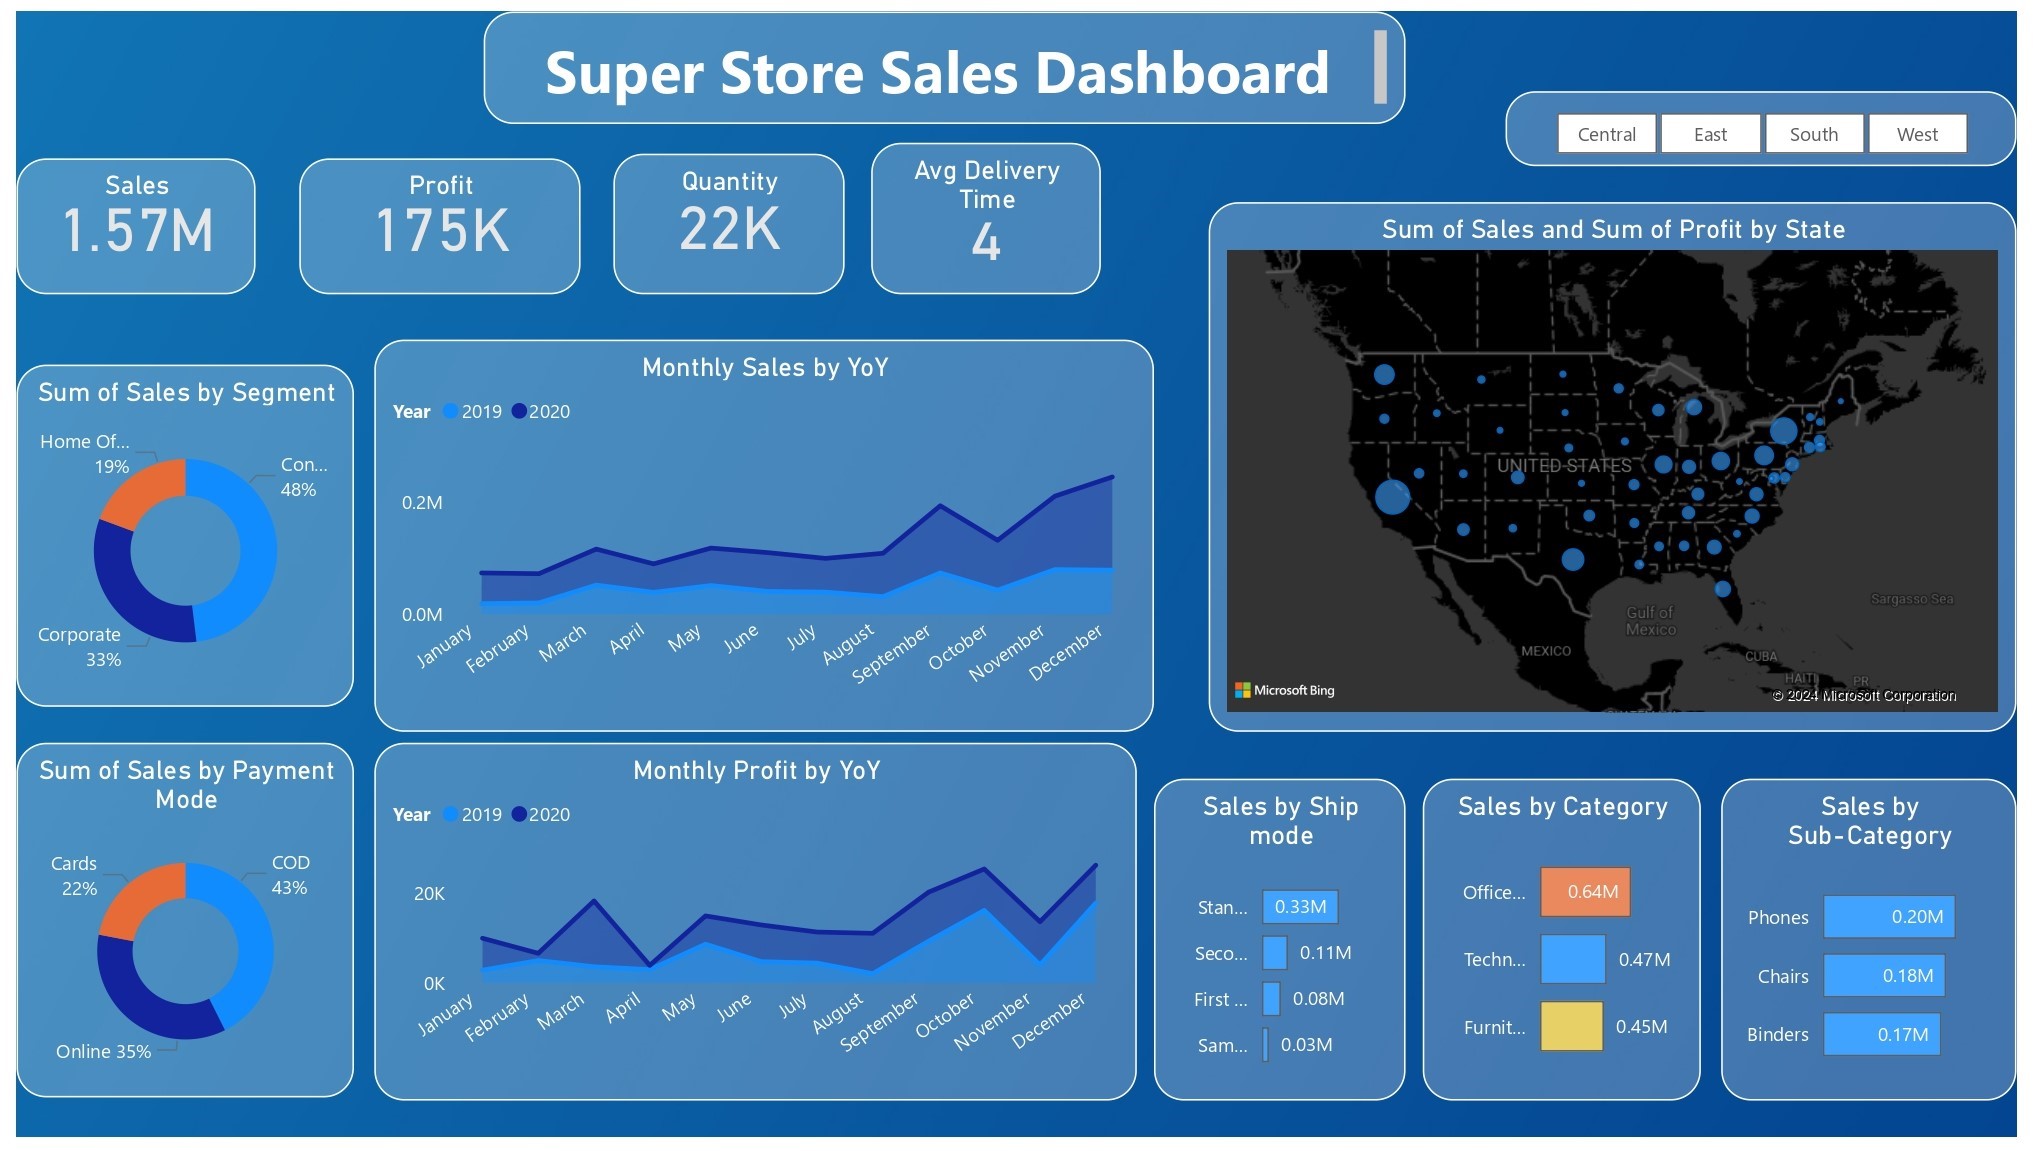 Super Store Sales Dashboard
Central
East
South
West
Sales
1.57M
Profit
175K
Quantity
22K
Avg Delivery
Time
4
Sum of Sales and Sum of Profit by State
UNITED STATES
Gulf of
Mexico
Sargasso Sea
MEXICO
CUBA
HAITI
PR
Microsoft Bing
© 2024 Microsoft Corporation
Sum of Sales by Segment
Home Of...
19%
Con...
48%
Corporate
33%
Monthly Sales by YoY
Year 2019 2020
0.2M
0.0M
January
February
March
April
May
June
July
August
September
October
November
December
Sum of Sales by Payment
Mode
Cards
22%
COD
43%
Online 35%
Monthly Profit by YoY
Year 2019 2020
20K
0K
January
February
March
April
May
June
July
August
September
October
November
December
Sales by Ship
mode
Stan... 0.33M
Seco... 0.11M
First ... 0.08M
Sam... 0.03M
Sales by Category
Office... 0.64M
Techn... 0.47M
Furnit... 0.45M
Sales by
Sub-Category
Phones 0.20M
Chairs 0.18M
Binders 0.17M